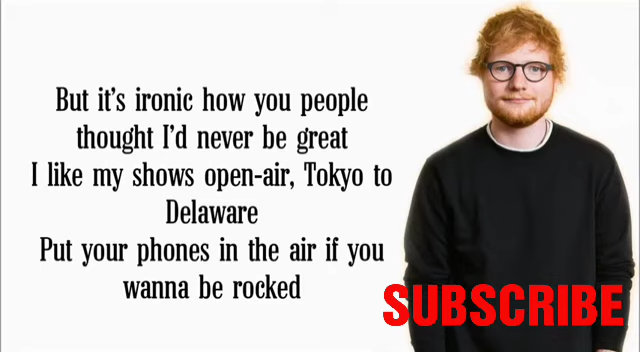 But it's ironic how you people
thought I'd never be great
I like my shows open-air, Tokyo to
Delaware
Put your phones in the air if you
wanna be rocked
SUBSCRIBE